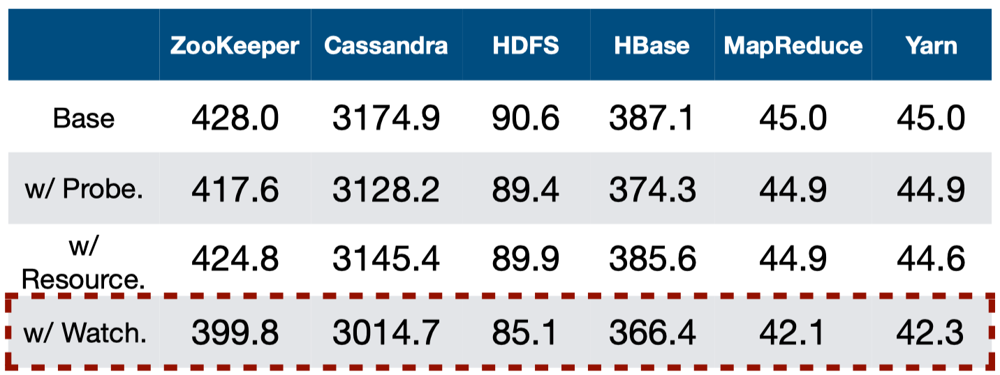 ZooKeeper Cassandra HDFS HBase MapReduce Yarn
Base 428.0 3174.9 90.6 387.1 45.0 45.0
w/ Probe. 417.6 3128.2 89.4 374.3 44.9 44.9
w/
Resource. 424.8 3145.4 89.9 385.6 44.9 44.6
w/ Watch. 399.8 3014.7 85.1 366.4 42.1 42.3